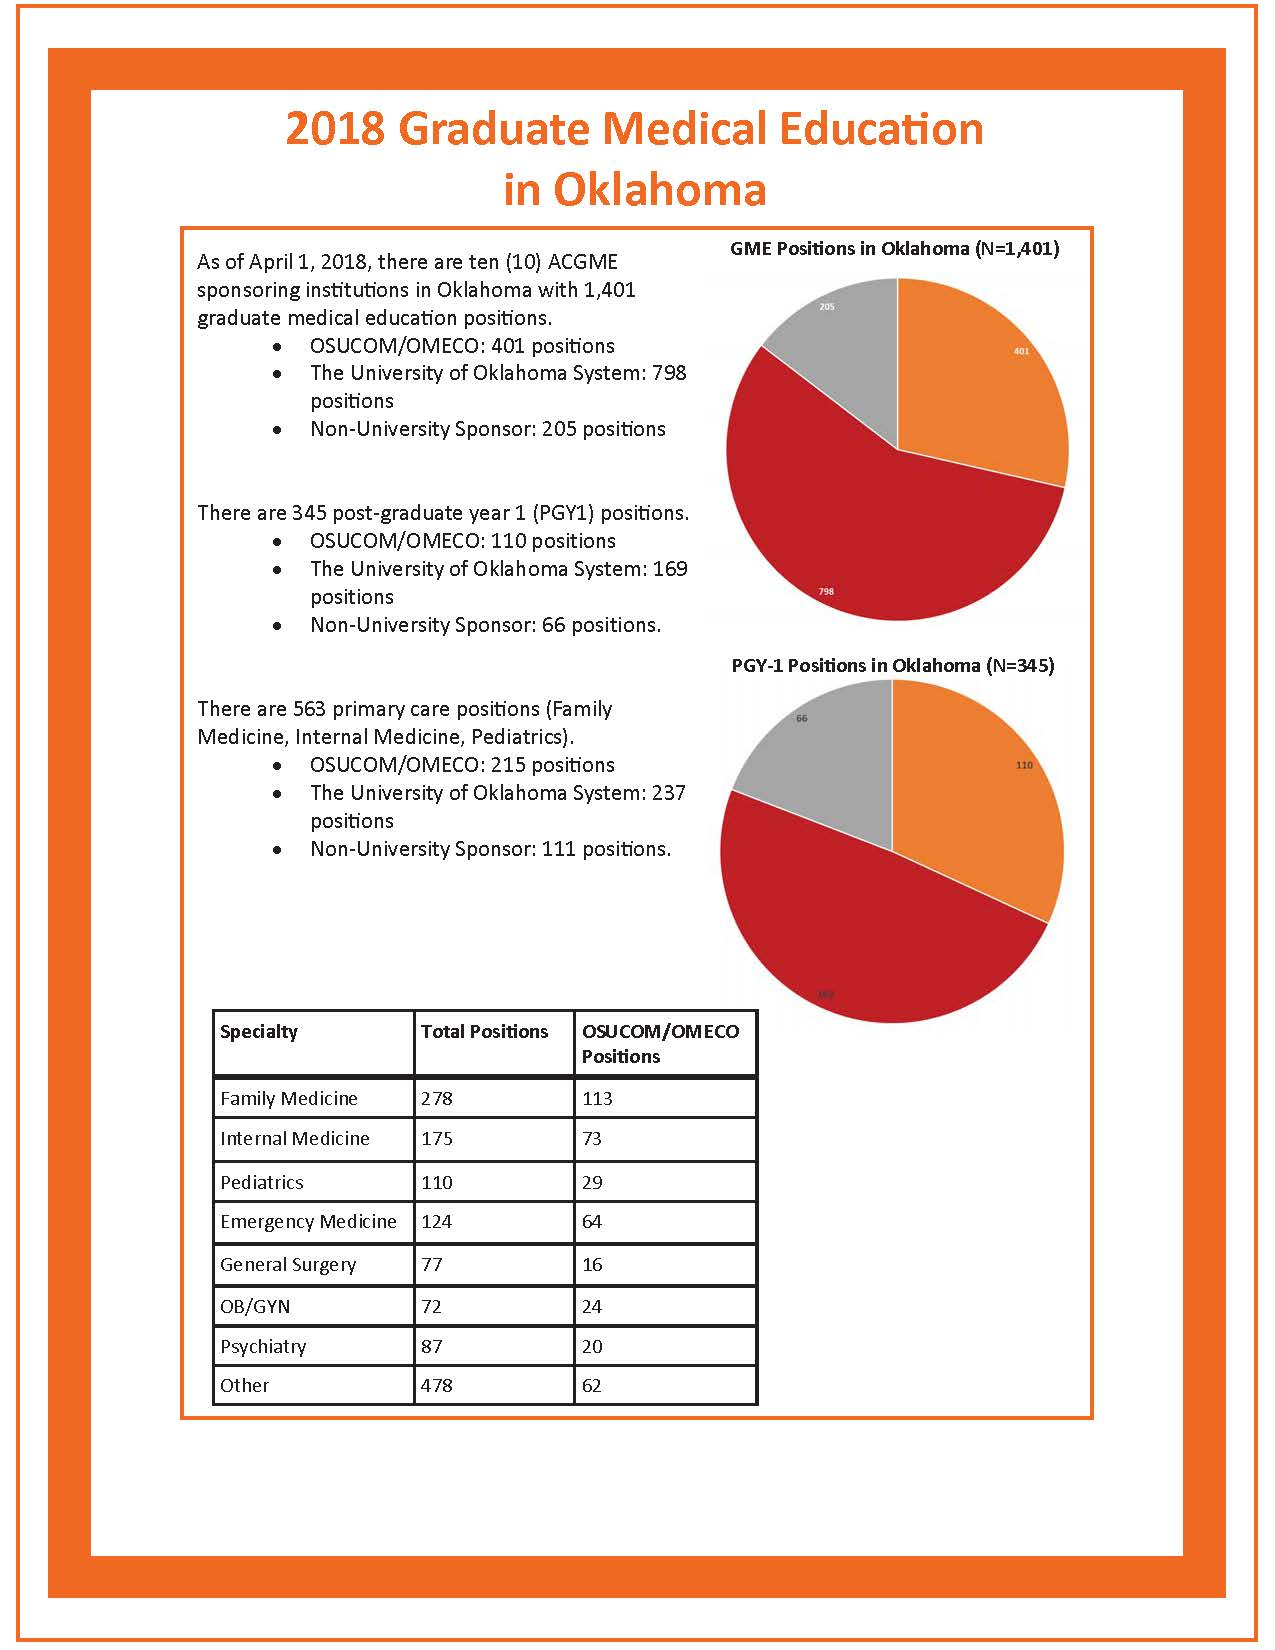 2018 Graduate Medical Education
in Oklahoma
As of April 1, 2018, there are ten (10) ACGME
sponsoring institutions in Oklahoma with 1,401
graduate medical education positions.
• OSUCOM/OMECO: 401 positions
• The University of Oklahoma System: 798
positions
• Non-University Sponsor: 205 positions
There are 345 post-graduate year 1 (PGY1) positions.
• OSUCOM/OMECO: 110 positions
• The University of Oklahoma System: 169
positions
• Non-University Sponsor: 66 positions.
There are 563 primary care positions (Family
Medicine, Internal Medicine, Pediatrics).
• OSUCOM/OMECO: 215 positions
• The University of Oklahoma System: 237
positions
• Non-University Sponsor: 111 positions.
GME Positions in Oklahoma (N=1,401)
205
401
798
PGY-1 Positions in Oklahoma (N=345)
66
110
169
Specialty Total Positions OSUCOM/OMECO
Positions
Family Medicine 278 113
Internal Medicine 175 73
Pediatrics 110 29
Emergency Medicine 124 64
General Surgery 77 16
OB/GYN 72 24
Psychiatry 87 20
Other 478 62